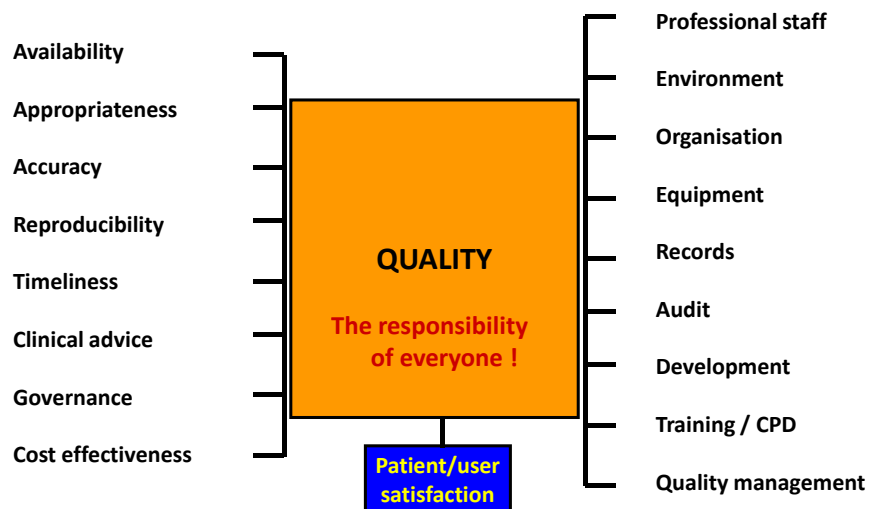 Availability
Appropriateness
Accuracy
Reproducibility
Timeliness
Clinical advice
Governance
Cost effectiveness
QUALITY
The responsibility
of everyone !
Patient/user
satisfaction
Professional staff
Environment
Organisation
Equipment
Records
Audit
Development
Training / CPD
Quality management